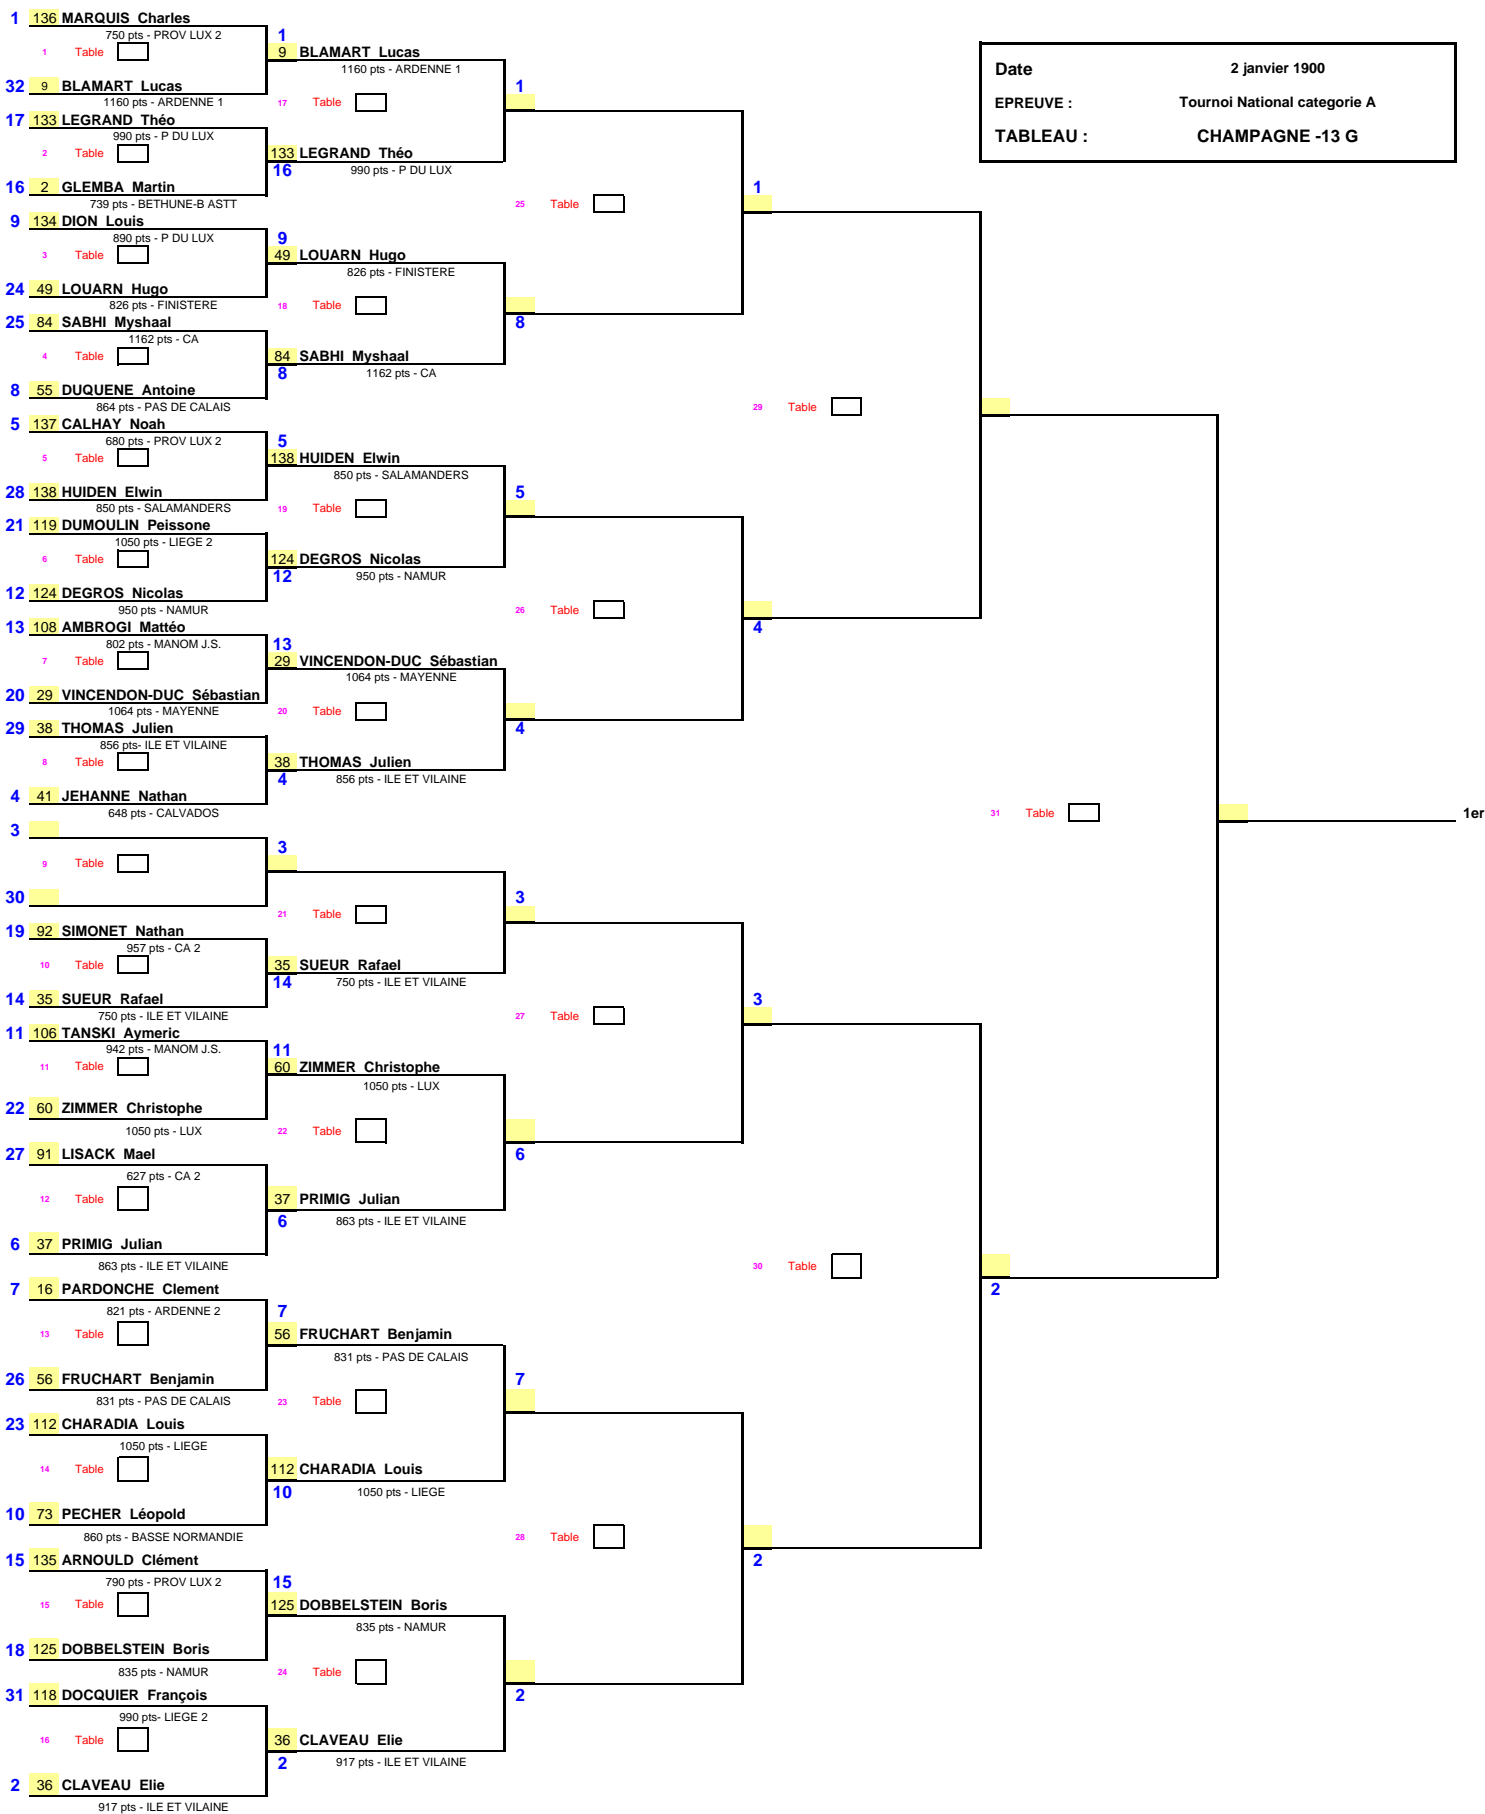 Date 2 janvier 1900
EPREUVE : Tournoi National categorie A
TABLEAU : CHAMPAGNE -13 G
1 136 MARQUIS Charles
750 pts - PROV LUX 2
1 Table
32 9 BLAMART Lucas
1160 pts - ARDENNE 1
17 133 LEGRAND Théo
990 pts - P DU LUX
2 Table
16 2 GLEMBA Martin
739 pts - BETHUNE-B ASTT
9 134 DION Louis
890 pts - P DU LUX
3 Table
24 49 LOUARN Hugo
826 pts - FINISTERE
25 84 SABHI Myshaal
1162 pts - CA
4 Table
8 55 DUQUENE Antoine
864 pts - PAS DE CALAIS
5 137 CALHAY Noah
680 pts - PROV LUX 2
5 Table
28 138 HUIDEN Elwin
850 pts - SALAMANDERS
21 119 DUMOULIN Peissone
1050 pts - LIEGE 2
6 Table
12 124 DEGROS Nicolas
950 pts - NAMUR
13 108 AMBROGI Mattéo
802 pts - MANOM J.S.
7 Table
20 29 VINCENDON-DUC Sébastian
1064 pts - MAYENNE
29 38 THOMAS Julien
856 pts- ILE ET VILAINE
8 Table
4 41 JEHANNE Nathan
648 pts - CALVADOS
3
9 Table
30
19 92 SIMONET Nathan
957 pts - CA 2
10 Table
14 35 SUEUR Rafael
750 pts - ILE ET VILAINE
11 106 TANSKI Aymeric
942 pts - MANOM J.S.
11 Table
22 60 ZIMMER Christophe
1050 pts - LUX
27 91 LISACK Mael
627 pts - CA 2
12 Table
6 37 PRIMIG Julian
863 pts - ILE ET VILAINE
7 16 PARDONCHE Clement
821 pts - ARDENNE 2
13 Table
26 56 FRUCHART Benjamin
831 pts - PAS DE CALAIS
23 112 CHARADIA Louis
1050 pts - LIEGE
14 Table
10 73 PECHER Léopold
860 pts - BASSE NORMANDIE
15 135 ARNOULD Clément
790 pts - PROV LUX 2
15 Table
18 125 DOBBELSTEIN Boris
835 pts - NAMUR
31 118 DOCQUIER François
990 pts- LIEGE 2
16 Table
2 36 CLAVEAU Elie
917 pts - ILE ET VILAINE
1
9 BLAMART Lucas
1160 pts - ARDENNE 1
17 Table
133 LEGRAND Théo
16
990 pts - P DU LUX
9
49 LOUARN Hugo
826 pts - FINISTERE
18 Table
84 SABHI Myshaal
8
1162 pts - CA
5
138 HUIDEN Elwin
850 pts - SALAMANDERS
19 Table
124 DEGROS Nicolas
12
950 pts - NAMUR
13
29 VINCENDON-DUC Sébastian
1064 pts - MAYENNE
20 Table
38 THOMAS Julien
4
856 pts - ILE ET VILAINE
3
21 Table
35 SUEUR Rafael
14
750 pts - ILE ET VILAINE
11
60 ZIMMER Christophe
1050 pts - LUX
22 Table
37 PRIMIG Julian
6
863 pts - ILE ET VILAINE
7
56 FRUCHART Benjamin
831 pts - PAS DE CALAIS
23 Table
112 CHARADIA Louis
10
1050 pts - LIEGE
15
125 DOBBELSTEIN Boris
835 pts - NAMUR
24 Table
36 CLAVEAU Elie
2
917 pts - ILE ET VILAINE
1
25 Table
8
5
26 Table
4
3
27 Table
6
7
28 Table
2
1
29 Table
4
3
30 Table
2
31 Table
2
1er